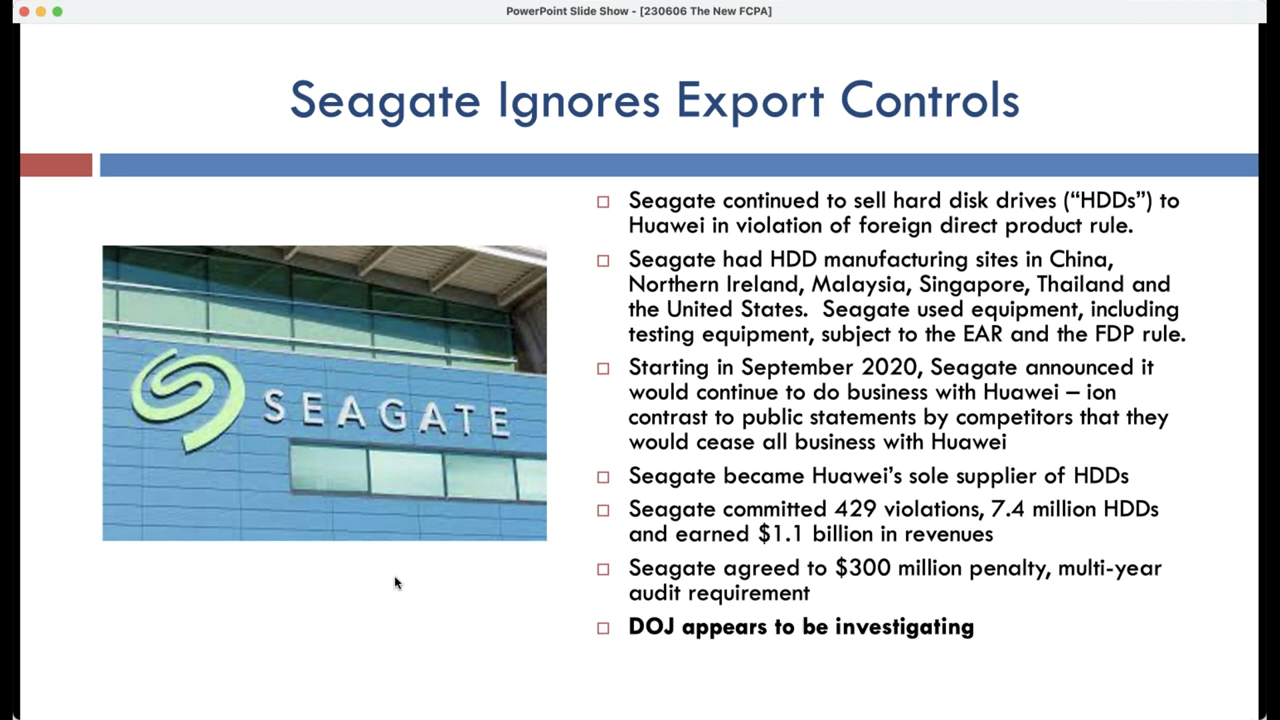 PowerPoint Slide Show - [230606 The New FCPA]
Seagate Ignores Export Controls
SEAGATE
Seagate continued to sell hard disk drives (“HDDs”) to
Huawei in violation of foreign direct product rule.
Seagate had HDD manufacturing sites in China,
Northern Ireland, Malaysia, Singapore, Thailand and
the United States.  Seagate used equipment, including
testing equipment, subject to the EAR and the FDP rule.
Starting in September 2020, Seagate announced it
would continue to do business with Huawei – ion
contrast to public statements by competitors that they
would cease all business with Huawei
Seagate became Huawei’s sole supplier of HDDs
Seagate committed 429 violations, 7.4 million HDDs
and earned $1.1 billion in revenues
Seagate agreed to $300 million penalty, multi-year
audit requirement
DOJ appears to be investigating